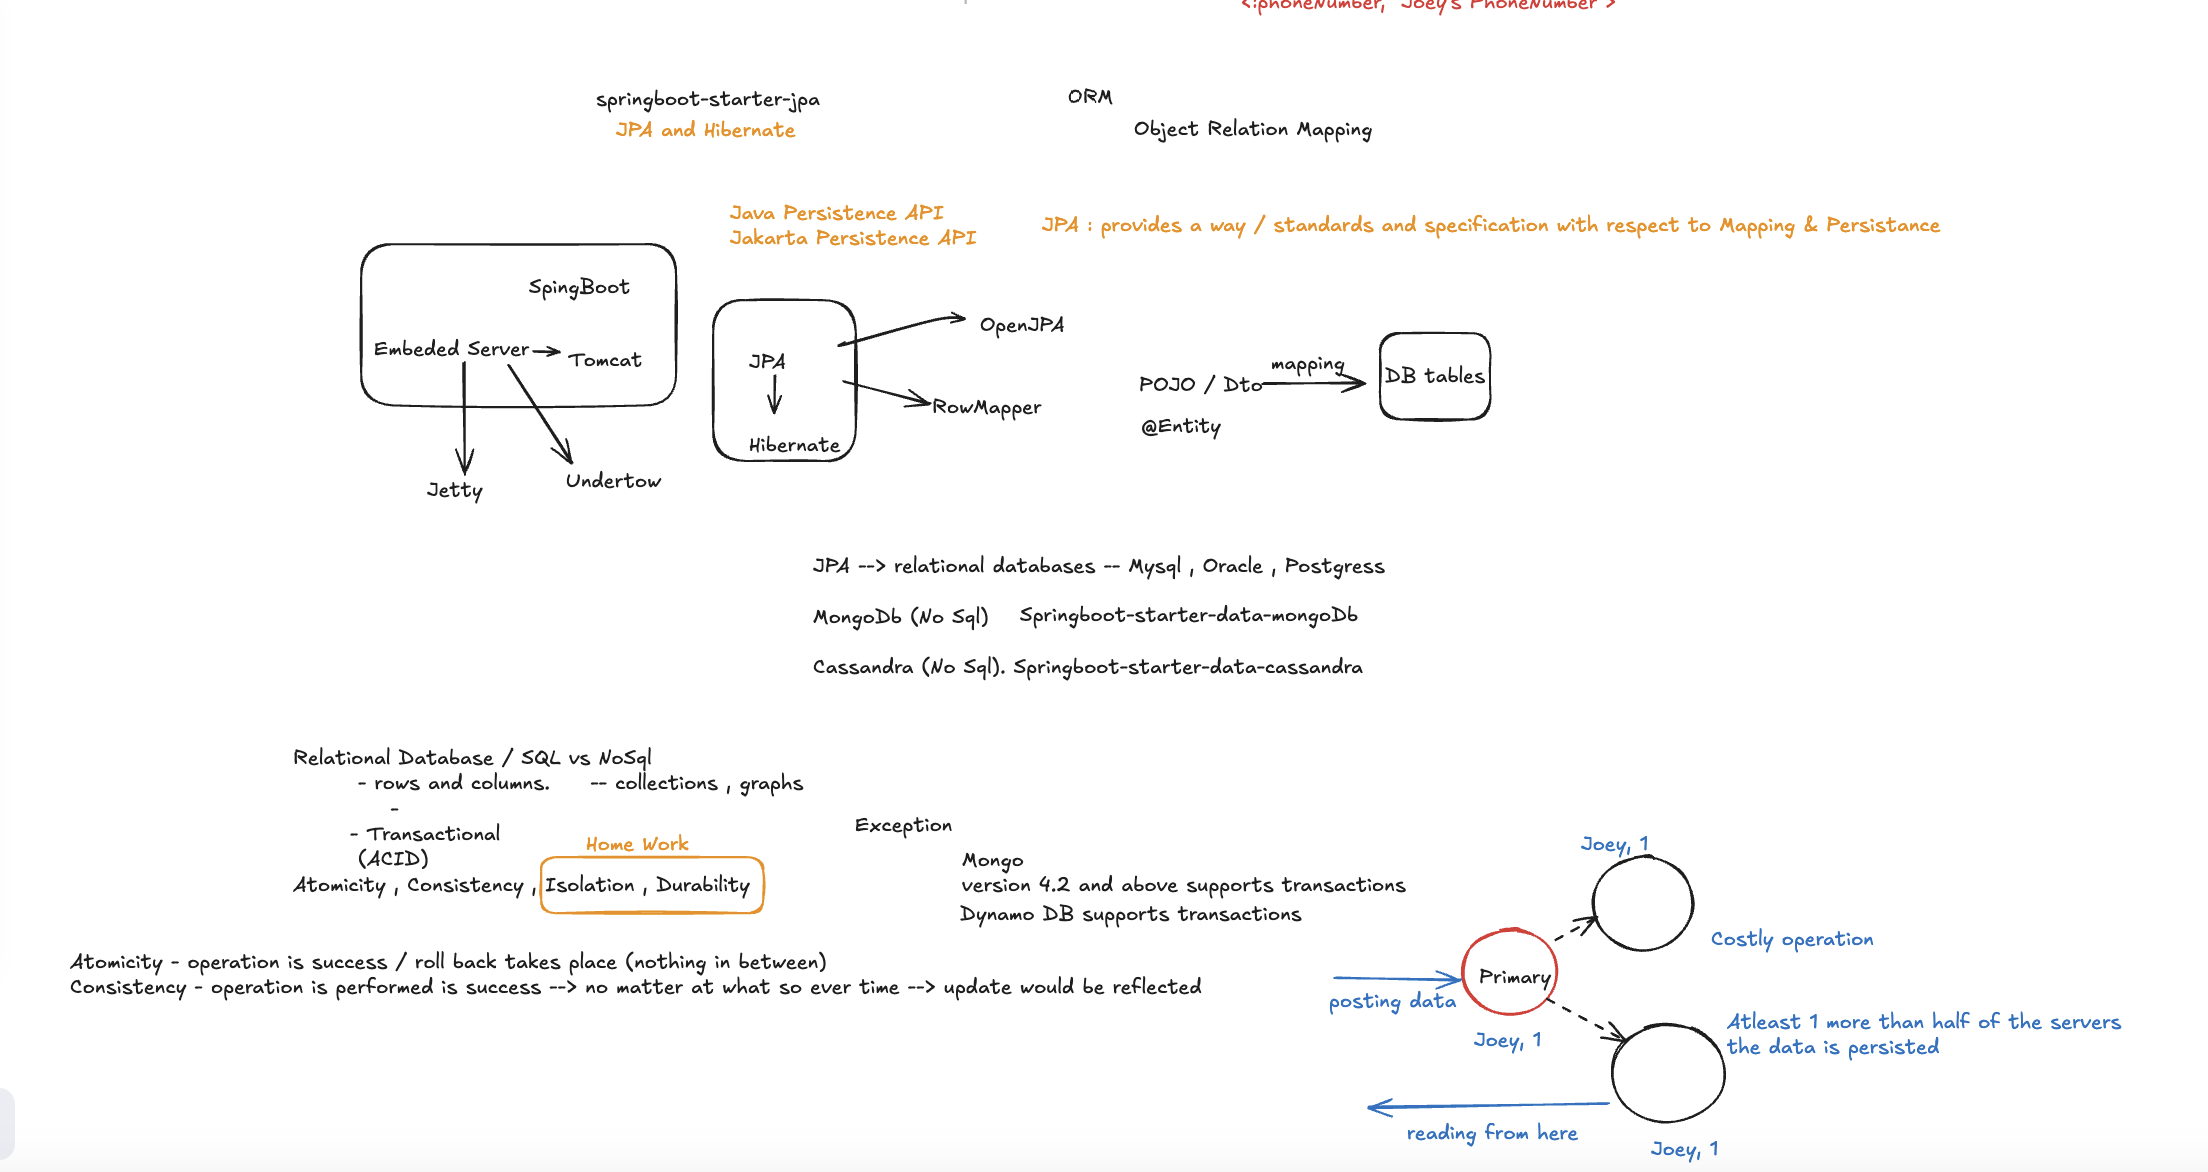 <:phoneNumber, "Joey's PhoneNumber">
springboot-starter-jpa
JPA and Hibernate
ORM
Object Relation Mapping
Java Persistence API
Jakarta Persistence API
JPA : provides a way / standards and specification with respect to Mapping & Persistance
SpingBoot
Embeded Server
Tomcat
Jetty
Undertow
JPA
Hibernate
OpenJPA
RowMapper
POJO / Dto
@Entity
mapping
DB tables
JPA --> relational databases -- Mysql , Oracle , Postgress
MongoDb (No Sql) Springboot-starter-data-mongoDb
Cassandra (No Sql). Springboot-starter-data-cassandra
Relational Database / SQL vs NoSql
- rows and columns. -- collections , graphs
-
- Transactional
(ACID)
Home Work
Atomicity , Consistency , Isolation , Durability
Exception
Mongo
version 4.2 and above supports transactions
Dynamo DB supports transactions
Atomicity - operation is success / roll back takes place (nothing in between)
Consistency - operation is performed is success --> no matter at what so ever time --> update would be reflected
Joey, 1
Costly operation
Primary
posting data
Joey, 1
Atleast 1 more than half of the servers
the data is persisted
reading from here
Joey, 1